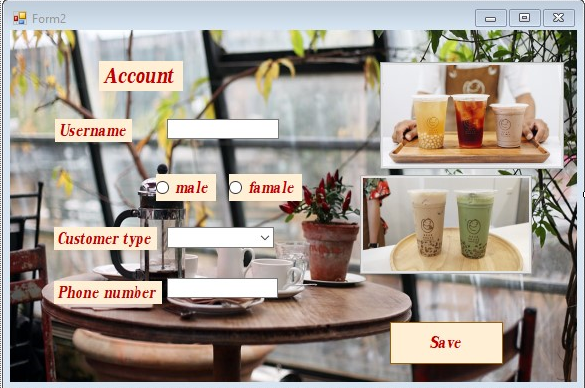 Form2
Account
Username
male famale
Customer type
Phone number
Save